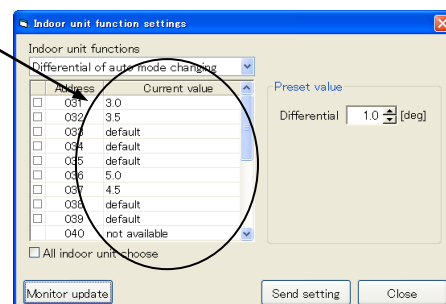 Indoor unit function settings
Indoor unit functions
Differential of auto mode changing
Address Current value
031 3.0
032 3.5
033 default
034 default
035 default
036 5.0
037 4.5
038 default
039 default
040 not available
All indoor unit choose
Preset value
Differential 1.0 [deg]
Monitor update Send setting Close